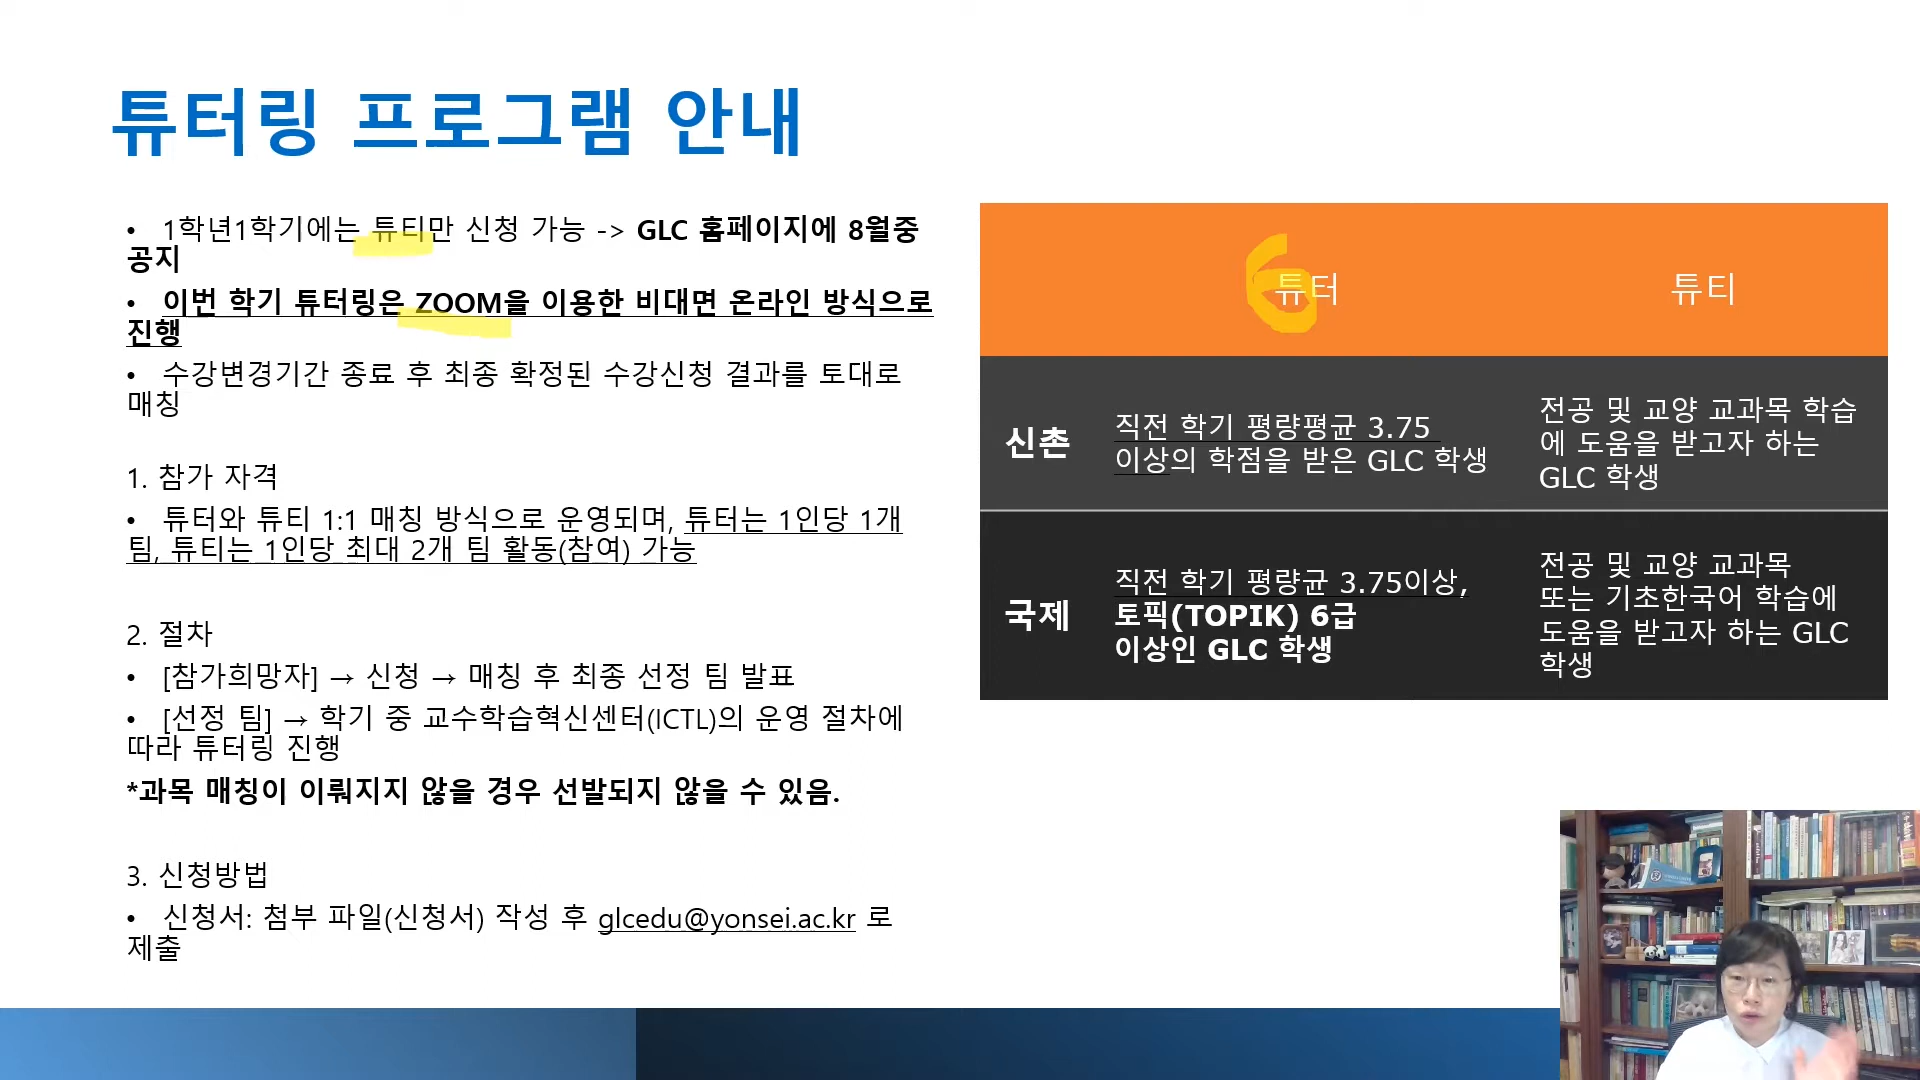 튜터링 프로그램 안내
• 1학년1학기에는 튜티만 신청 가능 -> GLC 홈페이지에 8월중
공지
• 이번 학기 튜터링은 ZOOM을 이용한 비대면 온라인 방식으로
진행
• 수강변경기간 종료 후 최종 확정된 수강신청 결과를 토대로
매칭
1. 참가 자격
• 튜터와 튜티 1:1 매칭 방식으로 운영되며, 튜터는 1인당 1개
팀, 튜티는 1인당 최대 2개 팀 활동(참여) 가능
2. 절차
• [참가희망자] → 신청 → 매칭 후 최종 선정 팀 발표
• [선정 팀] → 학기 중 교수학습혁신센터(ICTL)의 운영 절차에
따라 튜터링 진행
*과목 매칭이 이뤄지지 않을 경우 선발되지 않을 수 있음.
3. 신청방법
• 신청서: 첨부 파일(신청서) 작성 후 glcedu@yonsei.ac.kr 로
제출
6
튜터
튜티
신촌
직전 학기 평량평균 3.75
이상의 학점을 받은 GLC 학생
전공 및 교양 교과목 학습
에 도움을 받고자 하는
GLC 학생
국제
직전 학기 평량균 3.75이상,
토픽(TOPIK) 6급
이상인 GLC 학생
전공 및 교양 교과목
또는 기초한국어 학습에
도움을 받고자 하는 GLC
학생